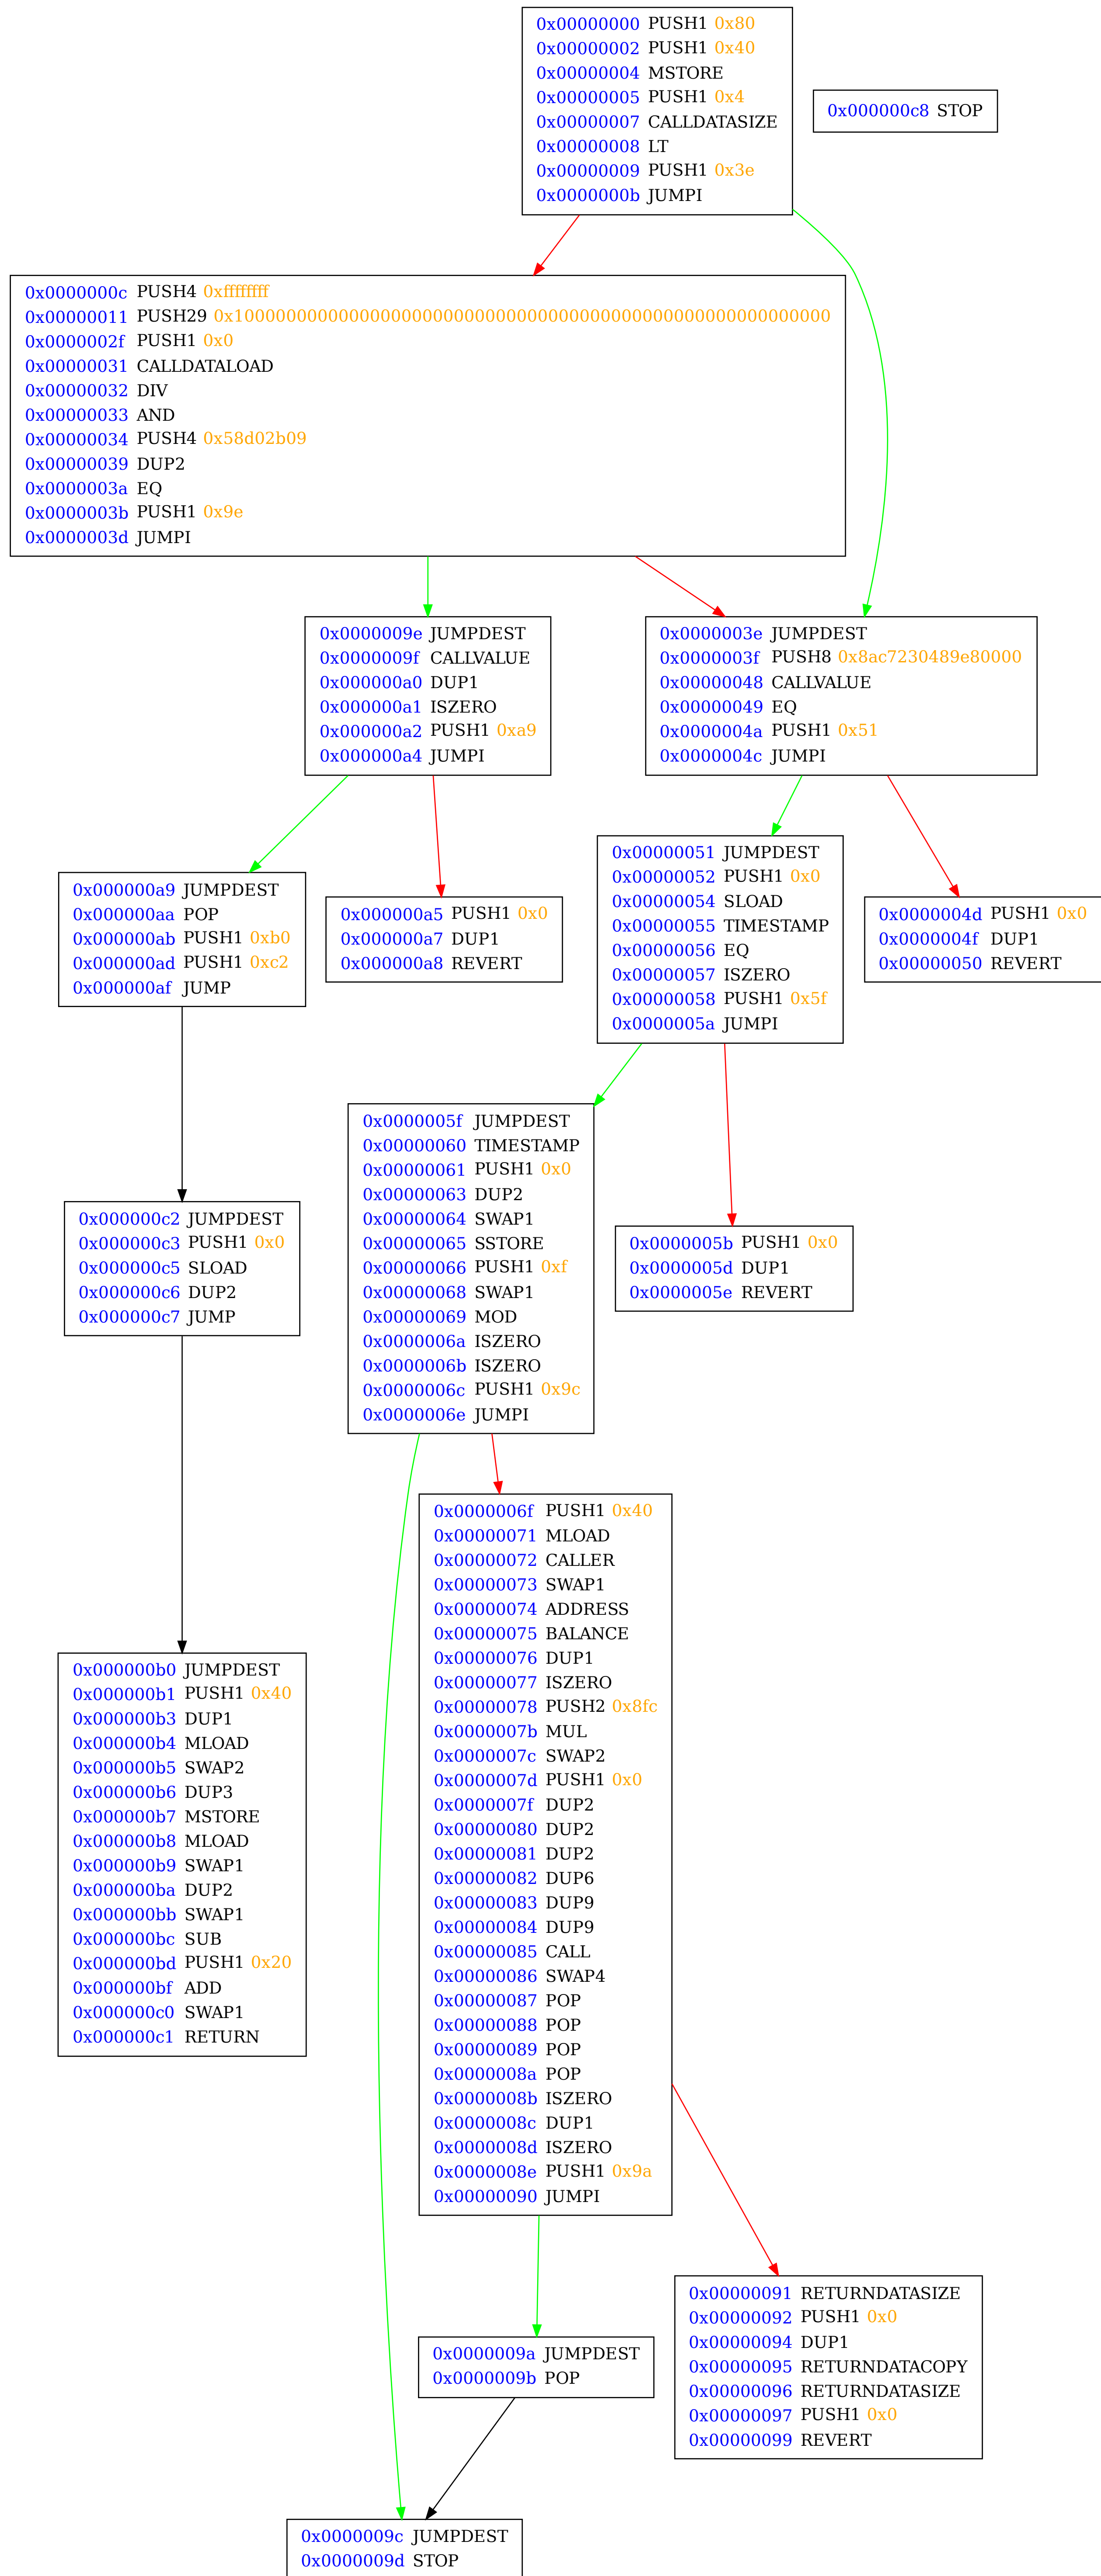 0x00000000 PUSH1 0x80
0x00000002 PUSH1 0x40
0x00000004 MSTORE
0x00000005 PUSH1 0x4
0x00000007 CALLDATASIZE
0x00000008 LT
0x00000009 PUSH1 0x3e
0x0000000b JUMPI
0x000000c8 STOP
0x0000000c PUSH4 0xffffffff
0x00000011 PUSH29 0x100000000000000000000000000000000000000000000000000000000
0x0000002f PUSH1 0x0
0x00000031 CALLDATALOAD
0x00000032 DIV
0x00000033 AND
0x00000034 PUSH4 0x58d02b09
0x00000039 DUP2
0x0000003a EQ
0x0000003b PUSH1 0x9e
0x0000003d JUMPI
0x0000009e JUMPDEST
0x0000009f CALLVALUE
0x000000a0 DUP1
0x000000a1 ISZERO
0x000000a2 PUSH1 0xa9
0x000000a4 JUMPI
0x0000003e JUMPDEST
0x0000003f PUSH8 0x8ac7230489e80000
0x00000048 CALLVALUE
0x00000049 EQ
0x0000004a PUSH1 0x51
0x0000004c JUMPI
0x000000a9 JUMPDEST
0x000000aa POP
0x000000ab PUSH1 0xb0
0x000000ad PUSH1 0xc2
0x000000af JUMP
0x000000a5 PUSH1 0x0
0x000000a7 DUP1
0x000000a8 REVERT
0x00000051 JUMPDEST
0x00000052 PUSH1 0x0
0x00000054 SLOAD
0x00000055 TIMESTAMP
0x00000056 EQ
0x00000057 ISZERO
0x00000058 PUSH1 0x5f
0x0000005a JUMPI
0x0000004d PUSH1 0x0
0x0000004f DUP1
0x00000050 REVERT
0x0000005f JUMPDEST
0x00000060 TIMESTAMP
0x00000061 PUSH1 0x0
0x00000063 DUP2
0x00000064 SWAP1
0x00000065 SSTORE
0x00000066 PUSH1 0xf
0x00000068 SWAP1
0x00000069 MOD
0x0000006a ISZERO
0x0000006b ISZERO
0x0000006c PUSH1 0x9c
0x0000006e JUMPI
0x000000c2 JUMPDEST
0x000000c3 PUSH1 0x0
0x000000c5 SLOAD
0x000000c6 DUP2
0x000000c7 JUMP
0x0000005b PUSH1 0x0
0x0000005d DUP1
0x0000005e REVERT
0x0000006f PUSH1 0x40
0x00000071 MLOAD
0x00000072 CALLER
0x00000073 SWAP1
0x00000074 ADDRESS
0x00000075 BALANCE
0x00000076 DUP1
0x00000077 ISZERO
0x00000078 PUSH2 0x8fc
0x0000007b MUL
0x0000007c SWAP2
0x0000007d PUSH1 0x0
0x0000007f DUP2
0x00000080 DUP2
0x00000081 DUP2
0x00000082 DUP6
0x00000083 DUP9
0x00000084 DUP9
0x00000085 CALL
0x00000086 SWAP4
0x00000087 POP
0x00000088 POP
0x00000089 POP
0x0000008a POP
0x0000008b ISZERO
0x0000008c DUP1
0x0000008d ISZERO
0x0000008e PUSH1 0x9a
0x00000090 JUMPI
0x000000b0 JUMPDEST
0x000000b1 PUSH1 0x40
0x000000b3 DUP1
0x000000b4 MLOAD
0x000000b5 SWAP2
0x000000b6 DUP3
0x000000b7 MSTORE
0x000000b8 MLOAD
0x000000b9 SWAP1
0x000000ba DUP2
0x000000bb SWAP1
0x000000bc SUB
0x000000bd PUSH1 0x20
0x000000bf ADD
0x000000c0 SWAP1
0x000000c1 RETURN
0x00000091 RETURNDATASIZE
0x00000092 PUSH1 0x0
0x00000094 DUP1
0x00000095 RETURNDATACOPY
0x00000096 RETURNDATASIZE
0x00000097 PUSH1 0x0
0x00000099 REVERT
0x0000009a JUMPDEST
0x0000009b POP
0x0000009c JUMPDEST
0x0000009d STOP